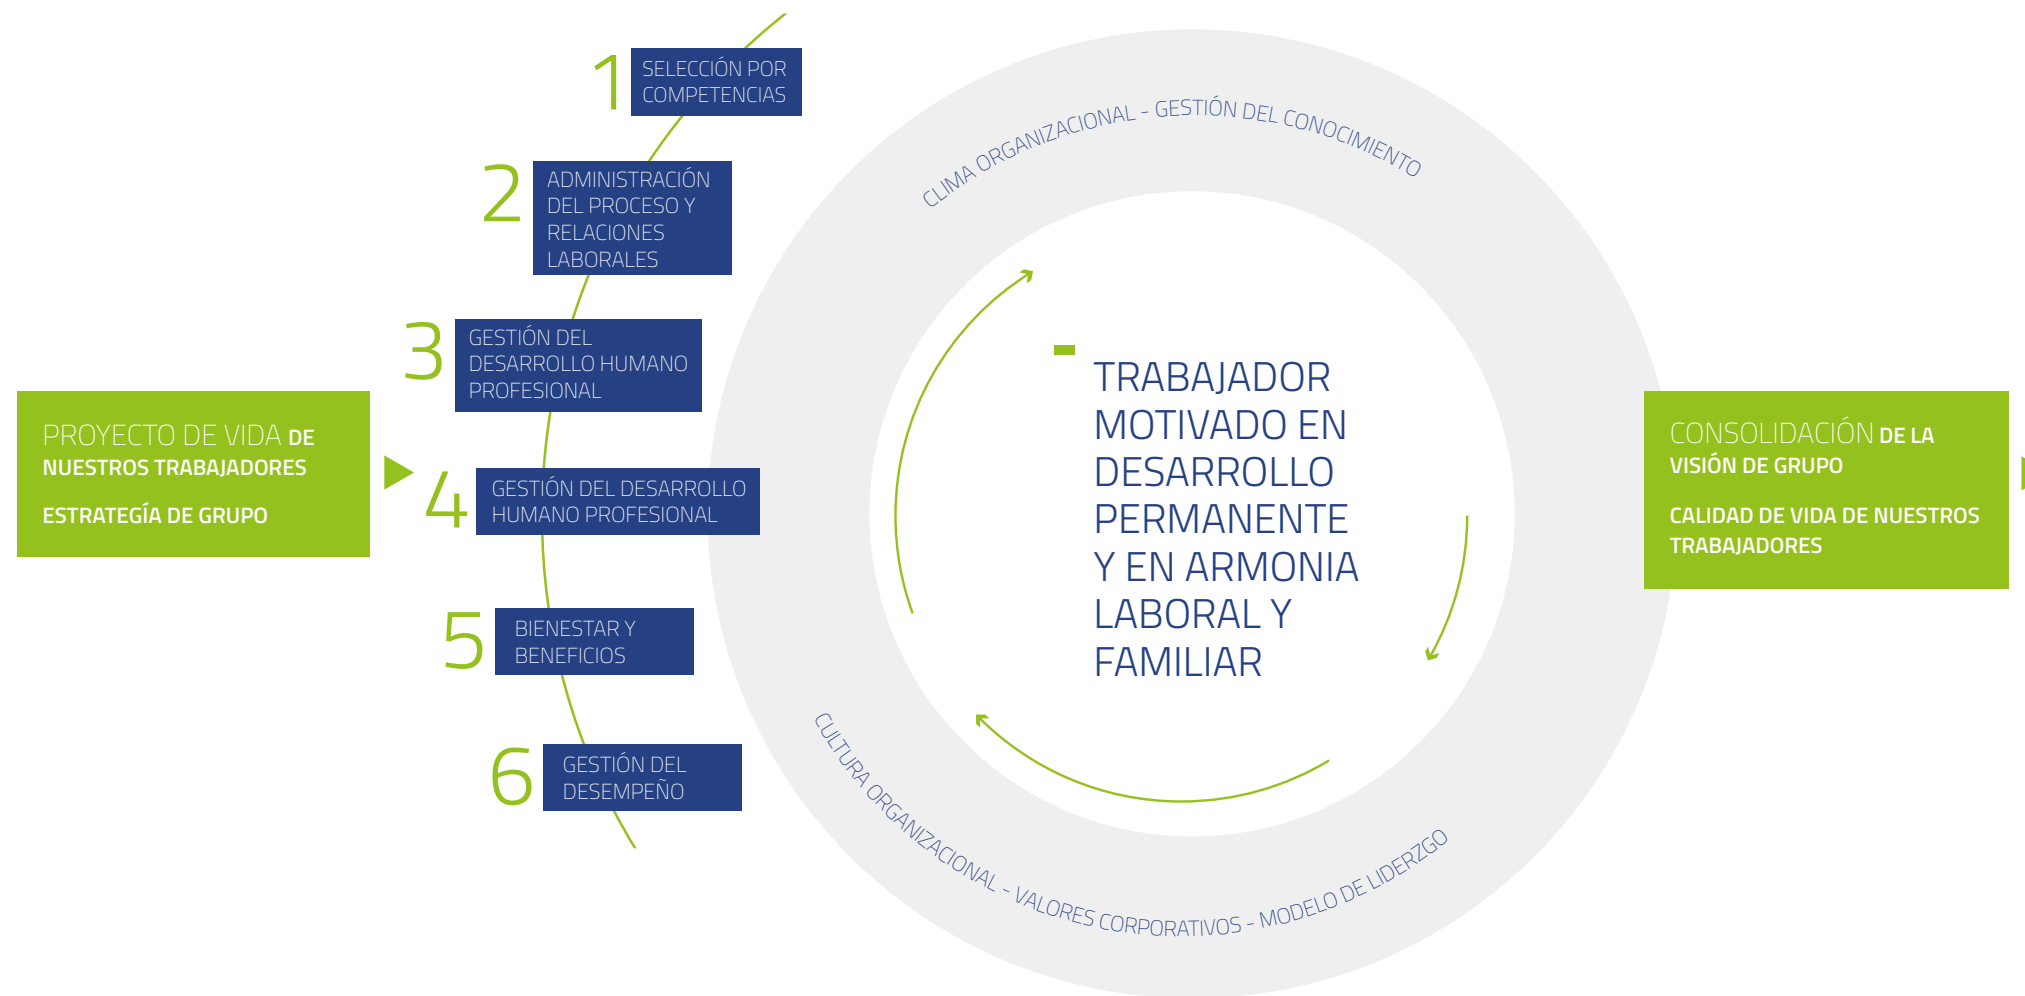 1
SELECCIÓN POR
COMPETENCIAS
2
ADMINISTRACIÓN
DEL PROCESO Y
RELACIONES
LABORALES
3
GESTIÓN DEL
DESARROLLO HUMANO
PROFESIONAL
PROYECTO DE VIDA DE
NUESTROS TRABAJADORES
ESTRATEGÍA DE GRUPO
4
GESTIÓN DEL DESARROLLO
HUMANO PROFESIONAL
5
BIENESTAR Y
BENEFICIOS
6
GESTIÓN DEL
DESEMPEÑO
CLIMA ORGANIZACIONAL - GESTIÓN DEL CONOCIMIENTO
TRABAJADOR
MOTIVADO EN
DESARROLLO
PERMANENTE
Y EN ARMONIA
LABORAL Y
FAMILIAR
CULTURA ORGANIZACIONAL - VALORES CORPORATIVOS - MODELO DE LIDERZGO
CONSOLIDACIÓN DE LA
VISIÓN DE GRUPO
CALIDAD DE VIDA DE NUESTROS
TRABAJADORES